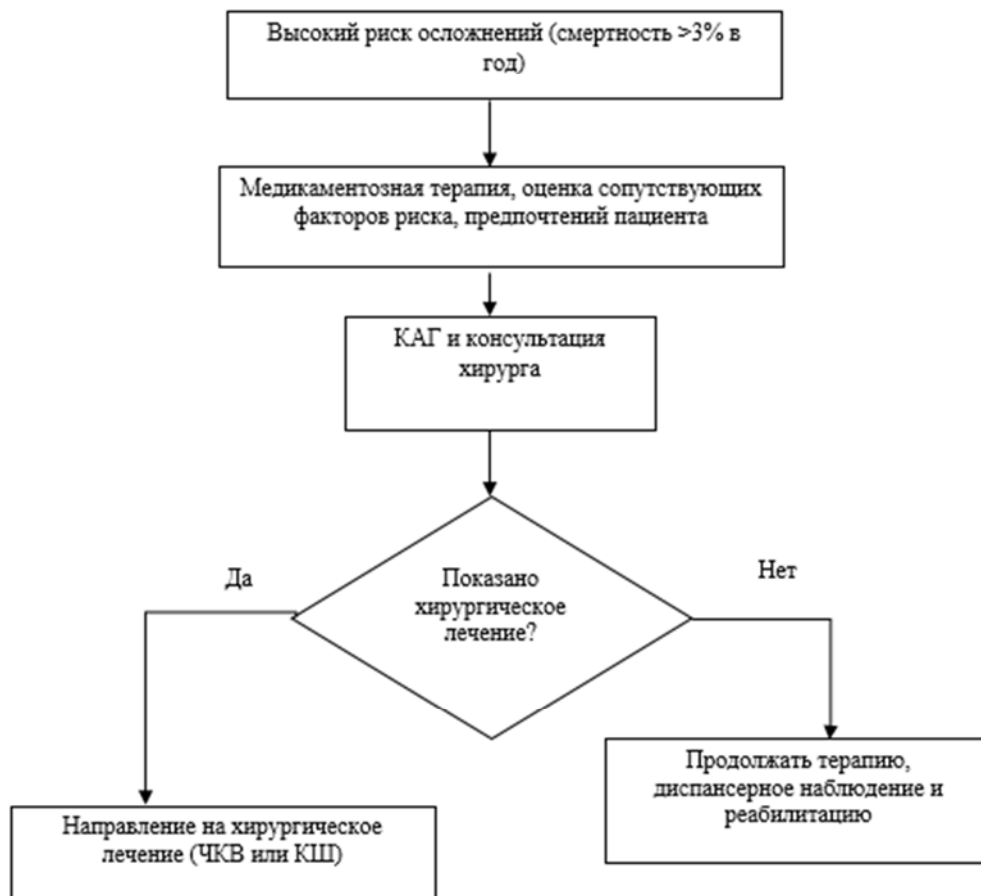 Высокий риск осложнений (смертность >3% в
год)
Медикаментозная терапия, оценка сопутствующих
факторов риска, предпочтений пациента
КАГ и консультация
хирурга
Показано
хирургическое
лечение?
Да
Нет
Направление на хирургическое
лечение (ЧКВ или КШ)
Продолжать терапию,
диспансерное наблюдение и
реабилитацию